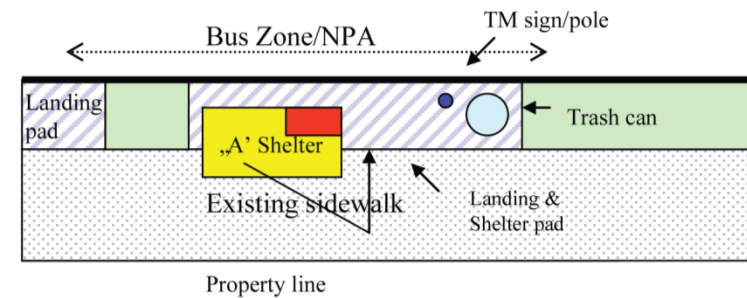 TM sign/pole
Bus Zone/NPA
Landing
pad
Trash can
„A’ Shelter
Landing &
Shelter pad
Existing sidewalk
Property line